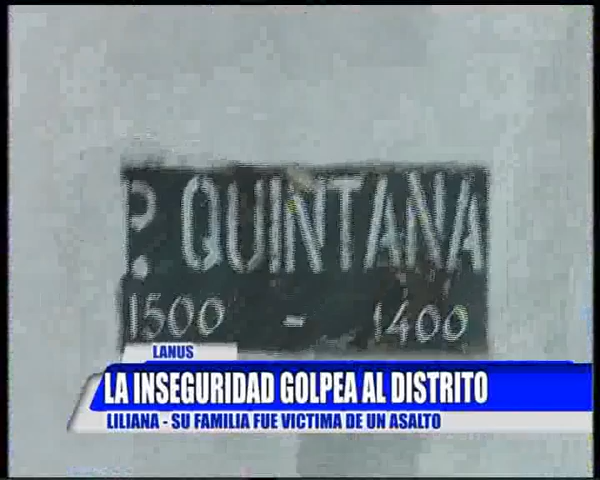 P. QUINTANA
1500 - 1400
LANUS
LA INSEGURIDAD GOLPEA AL DISTRITO
LILIANA - SU FAMILIA FUE VICTIMA DE UN ASALTO